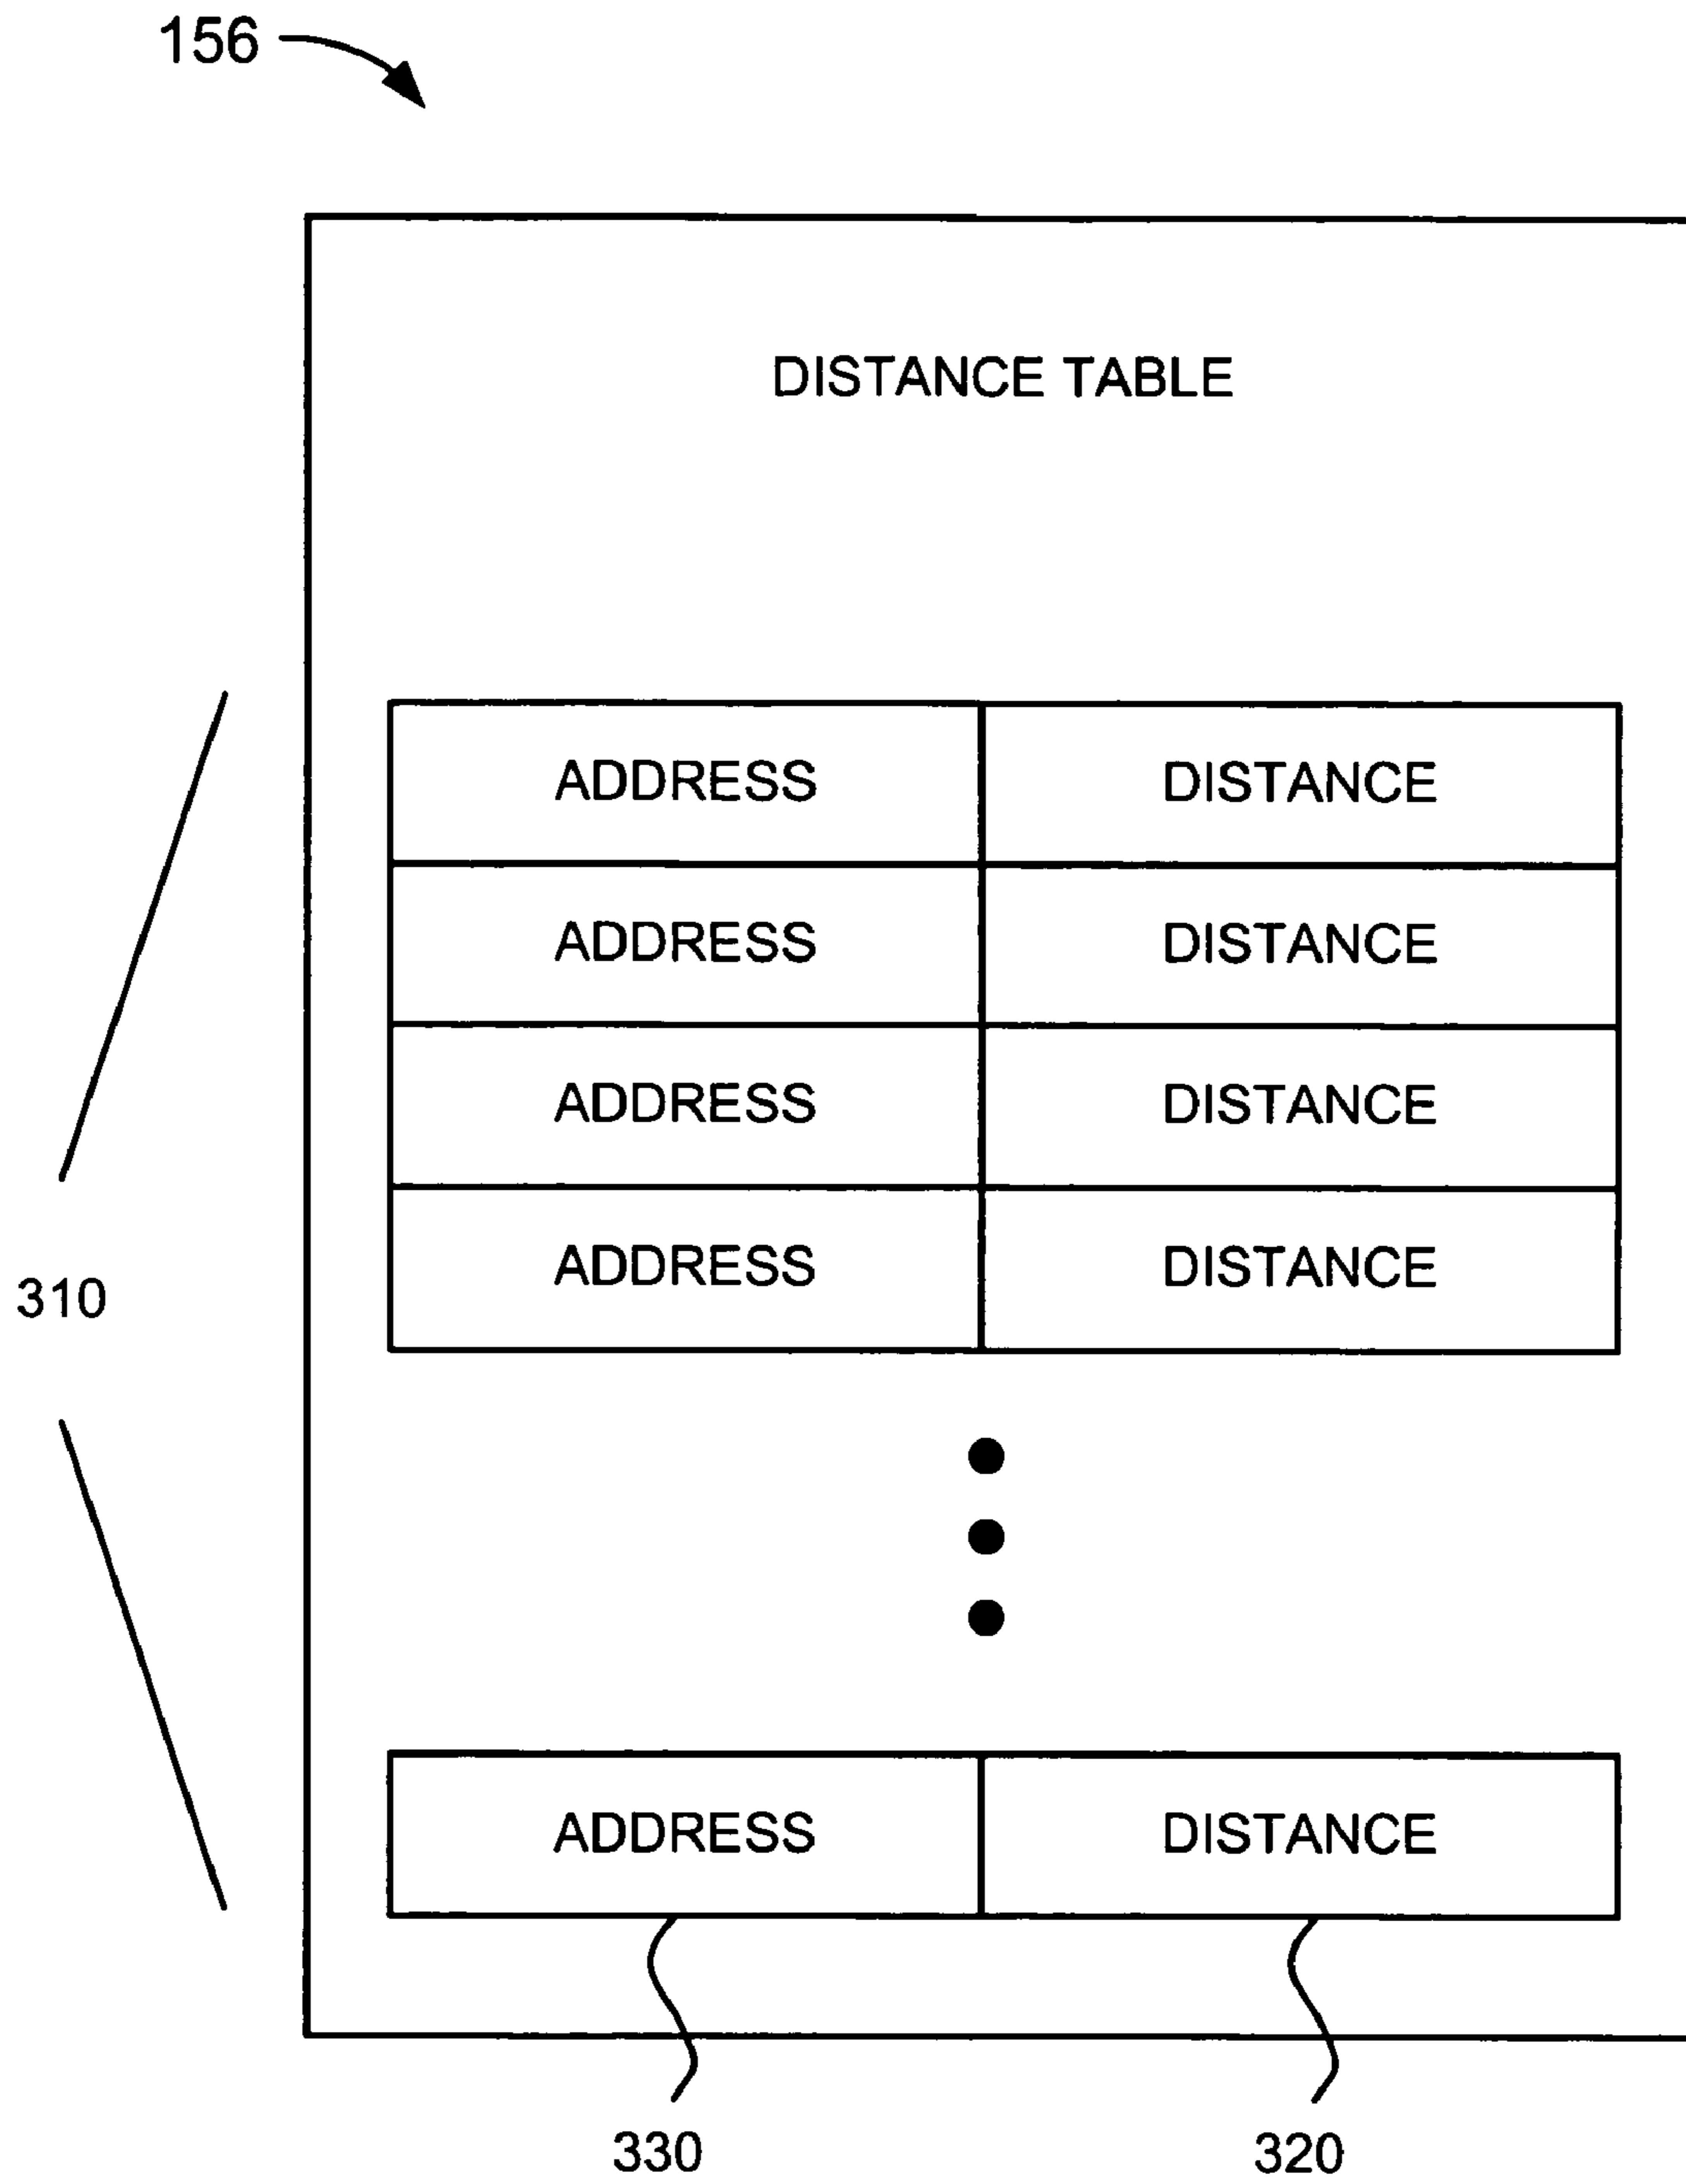 156
DISTANCE TABLE
ADDRESS DISTANCE
ADDRESS DISTANCE
ADDRESS DISTANCE
ADDRESS DISTANCE
310
ADDRESS DISTANCE
330 320